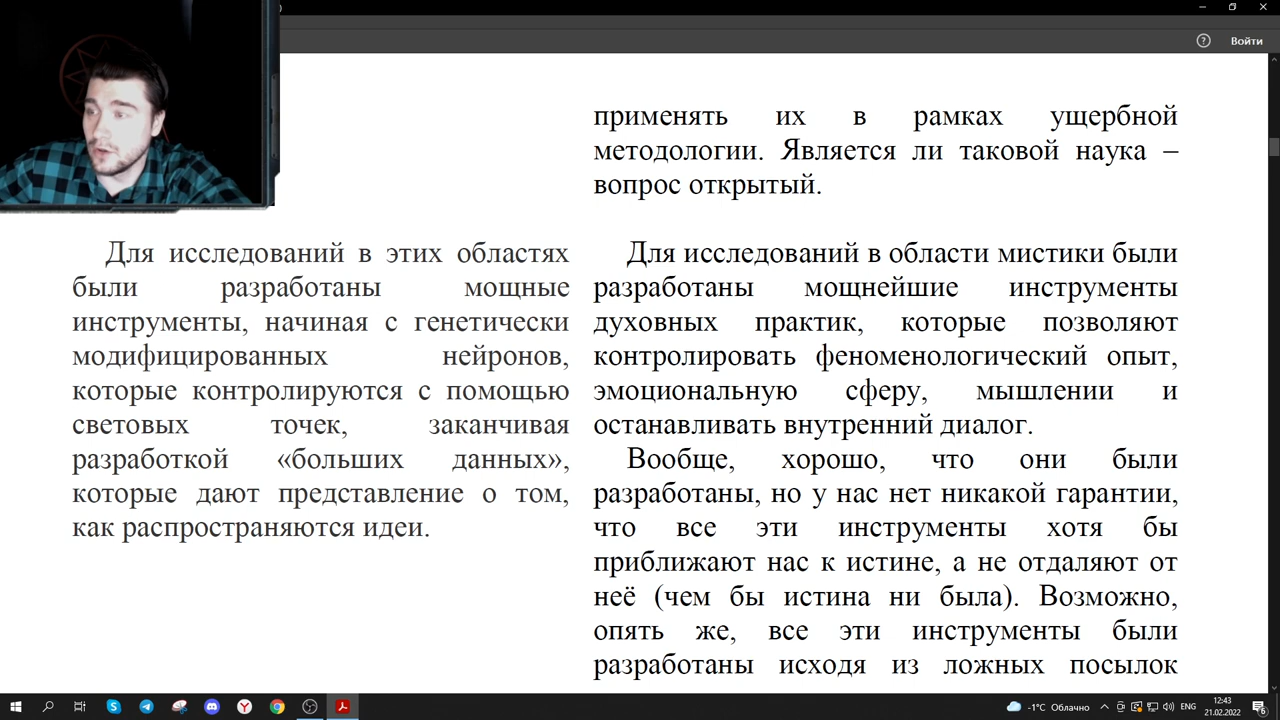 Войти
применять их в рамках ущербной
методологии. Является ли таковой наука –
вопрос открытый.
Для исследований в этих областях
были разработаны мощные
инструменты, начиная с генетически
модифицированных нейронов,
которые контролируются с помощью
световых точек, заканчивая
разработкой «больших данных»,
которые дают представление о том,
как распространяются идеи.
Для исследований в области мистики были
разработаны мощнейшие инструменты
духовных практик, которые позволяют
контролировать феноменологический опыт,
эмоциональную сферу, мышлении и
останавливать внутренний диалог.
Вообще, хорошо, что они были
разработаны, но у нас нет никакой гарантии,
что все эти инструменты хотя бы
приближают нас к истине, а не отдаляют от
неё (чем бы истина ни была). Возможно,
опять же, все эти инструменты были
разработаны исходя из ложных посылок
-1°C Облачно
ENG
12:43
21.02.2022
6